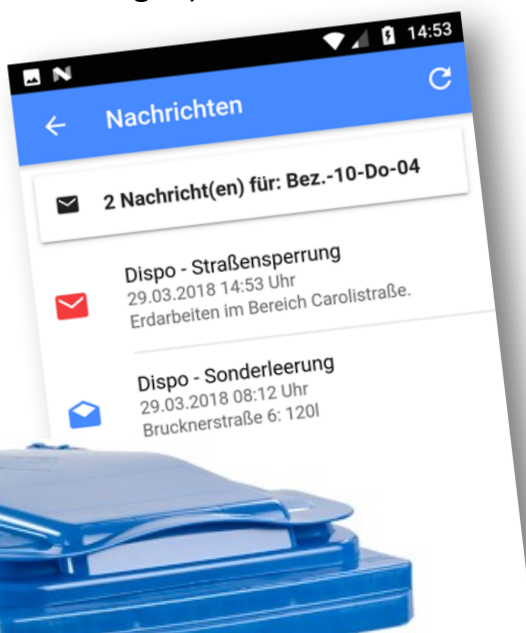 14:53
Nachrichten
2 Nachricht(en) für: Bez.-10-Do-04
Dispo - Straßensperrung
29.03.2018 14:53 Uhr
Erdarbeiten im Bereich Carolistraße.
Dispo - Sonderleerung
29.03.2018 08:12 Uhr
Brucknerstraße 6: 120l